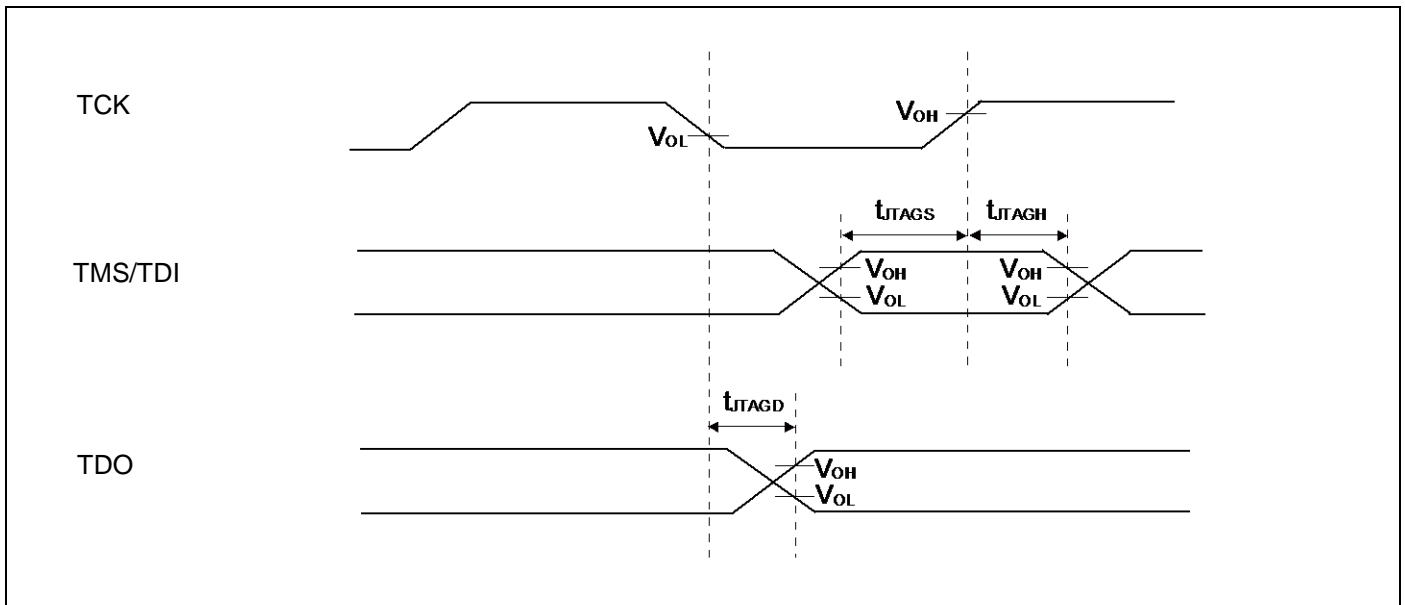 TCK
VOL
VOH
tJTAGS tJTAGH
TMS/TDI
VOH VOH
VOL VOL
tJTAGD
TDO
VOH
VOL